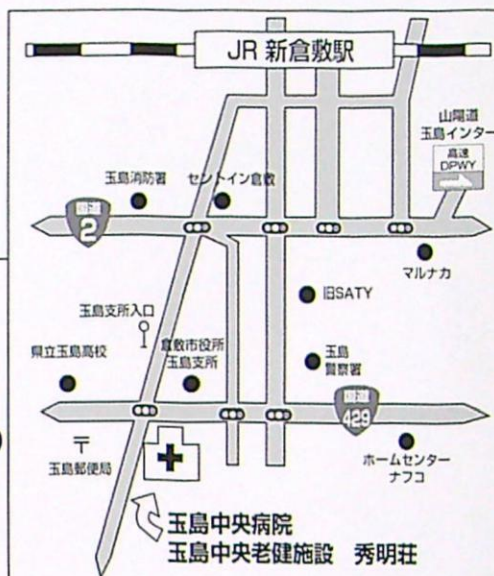 JR 新倉敷駅
山陽道
玉島インター
高速
DPWY
玉島消防署
セントイン倉敷
国道
2
マルナカ
旧SATY
玉島支所入口
県立玉島高校
倉敷市役所
玉島支所
玉島
警察署
国道
429
〒
玉島郵便局
ホームセンター
ナフコ
玉島中央病院
玉島中央老健施設 秀明荘